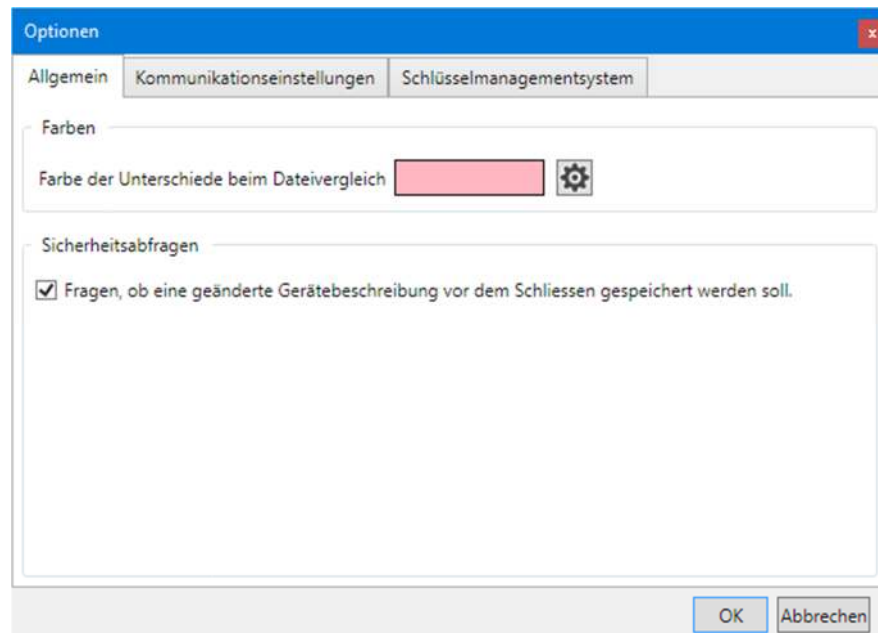 Optionen
x
Allgemein Kommunikationseinstellungen Schlüsselmanagementsystem
Farben
Farbe der Unterschiede beim Dateivergleich
Sicherheitsabfragen
Fragen, ob eine geänderte Gerätebeschreibung vor dem Schliessen gespeichert werden soll.
OK Abbrechen